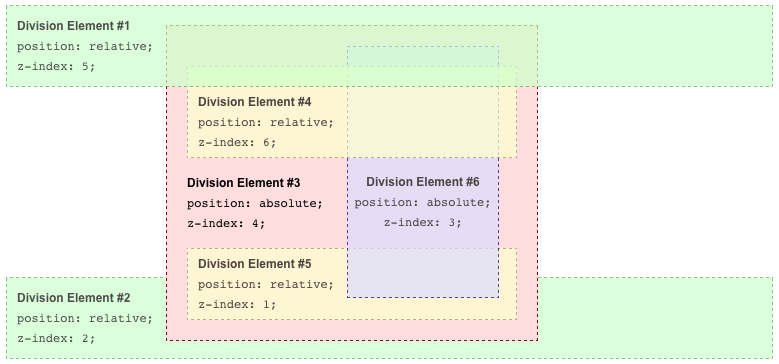 Division Element #1
position: relative;
z-index: 5;
Division Element #4
position: relative;
z-index: 6;
Division Element #3
position: absolute;
z-index: 4;
Division Element #6
position: absolute;
z-index: 3;
Division Element #5
position: relative;
z-index: 1;
Division Element #2
position: relative;
z-index: 2;